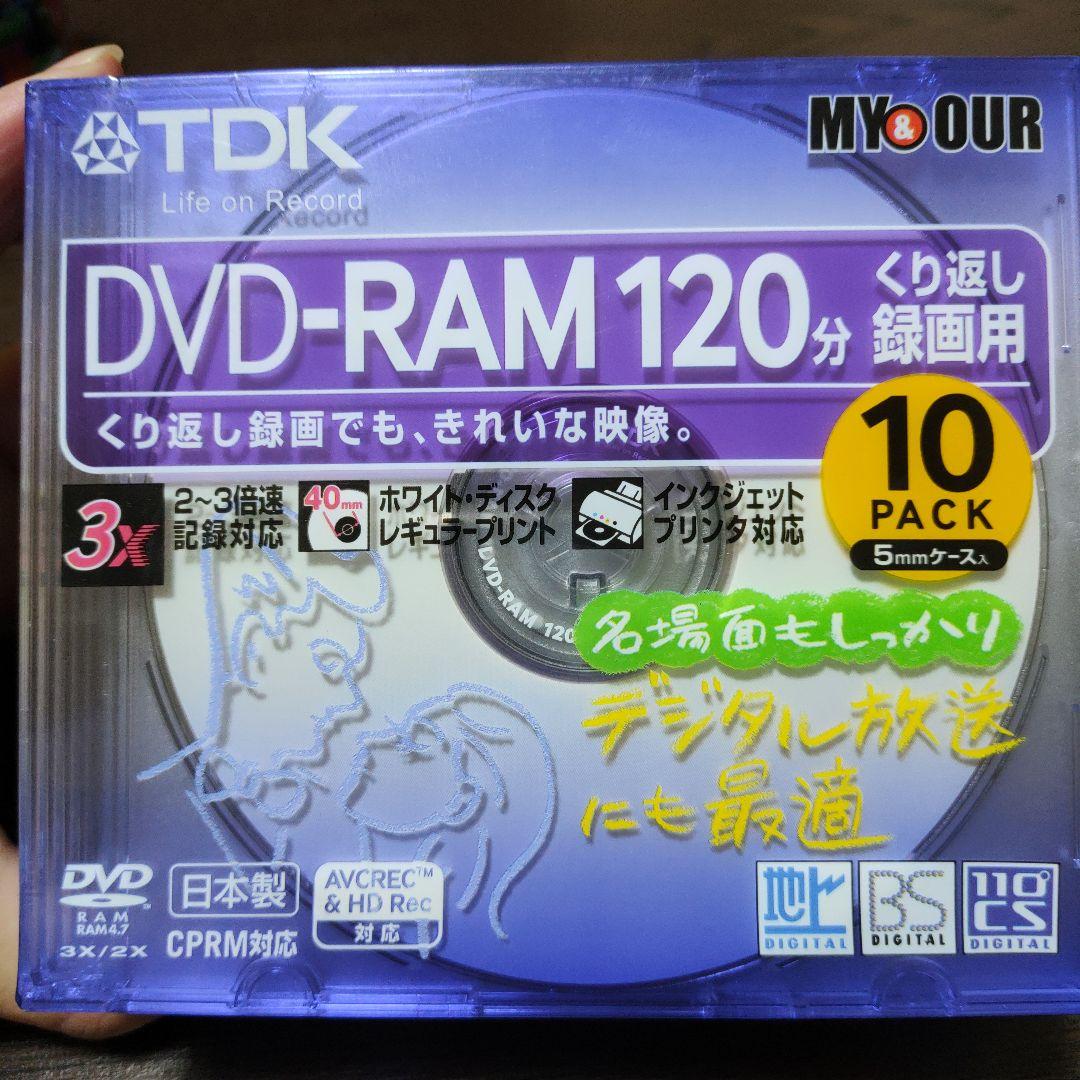 TDK
Life on Record
MY&OUR
DVD-RAM 120分
くり返し
録画用
くり返し録画でも、きれいな映像。
10
PACK
5mmケース入
3X
2~3倍速
記録対応
40mm
ホワイト・ディスク
レギュラープリント
インクジェット
プリンタ対応
DVD-RAM 120
名場面もしっかり
デジタル放送
にも最適
DVD
RAM
RAM4.7
3X/2X
日本製
CPRM対応
AVCREC™
& HD Rec
対応
地上
DIGITAL
BS
DIGITAL
110°
CS
DIGITAL